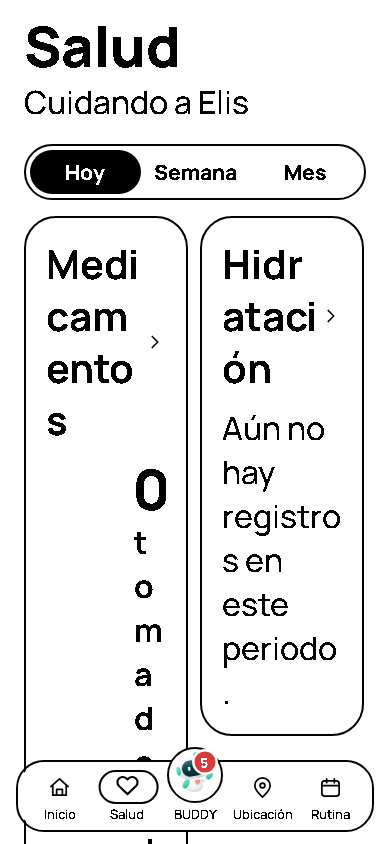 Salud
Cuidando a Elis
Hoy
Semana
Mes
Medi
cam
ento
s
0
t
o
m
a
d
Hidr
ataci
ón
Aún no
hay
registro
s en
este
periodo
.
5
Inicio
Salud
BUDDY
Ubicación
Rutina